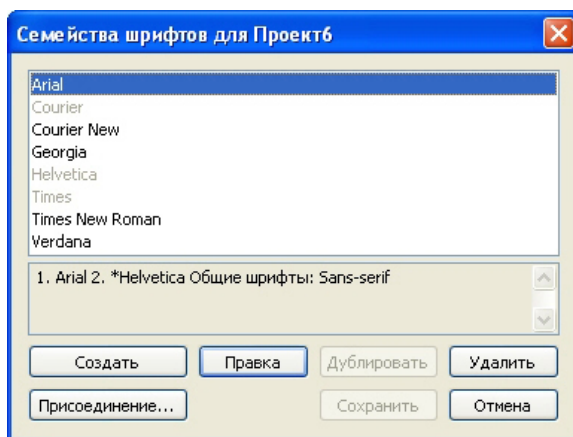 Семейства шрифтов для Проект6
Arial
Courier
Courier New
Georgia
Helvetica
Times
Times New Roman
Verdana
1. Arial 2. *Helvetica Общие шрифты: Sans-serif
Создать Правка Дублировать Удалить
Присоединение... Сохранить Отмена